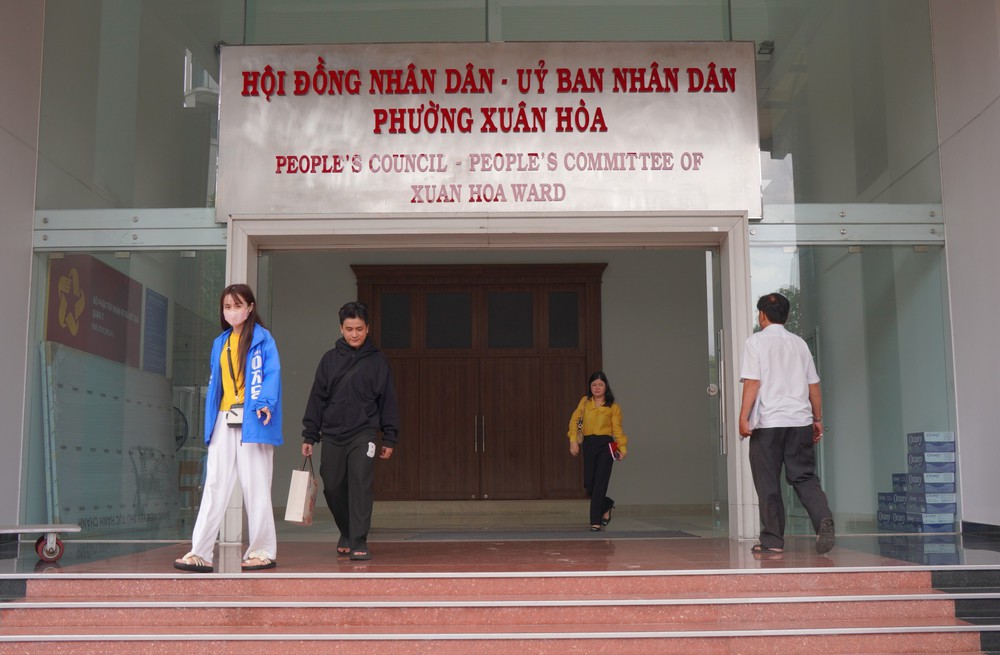 HỘI ĐỒNG NHÂN DÂN - UỶ BAN NHÂN DÂN
PHƯỜNG XUÂN HÒA
PEOPLE'S COUNCIL - PEOPLE'S COMMITTEE OF
XUAN HOA WARD